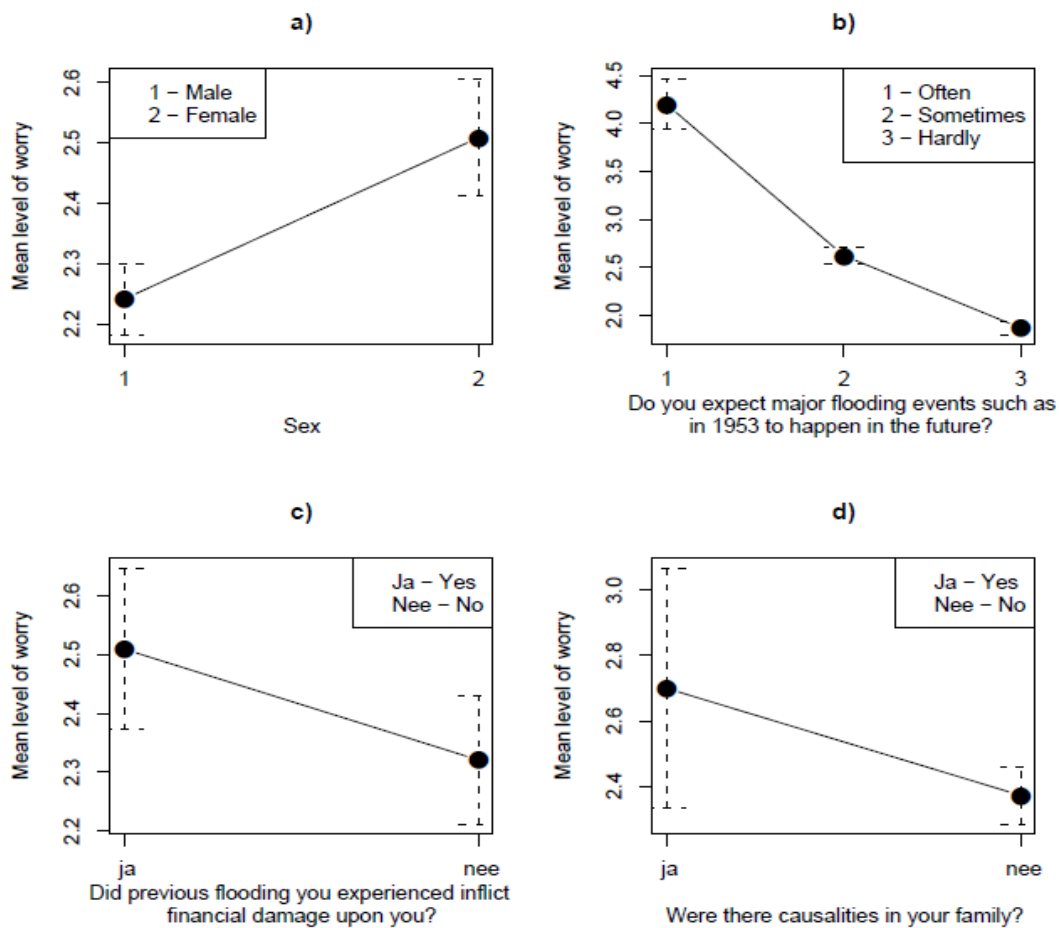 a)
Mean level of worry
2.6
2.5
2.4
2.3
2.2
1 − Male
2 − Female
1
2
Sex
b)
Mean level of worry
4.5
4.0
3.5
3.0
2.5
2.0
1 − Often
2 − Sometimes
3 − Hardly
1
2
3
Do you expect major flooding events such as
in 1953 to happen in the future?
c)
Mean level of worry
2.6
2.5
2.4
2.3
2.2
Ja − Yes
Nee − No
ja
nee
Did previous flooding you experienced inflict
financial damage upon you?
d)
Mean level of worry
3.0
2.8
2.6
2.4
Ja − Yes
Nee − No
ja
nee
Were there causalities in your family?